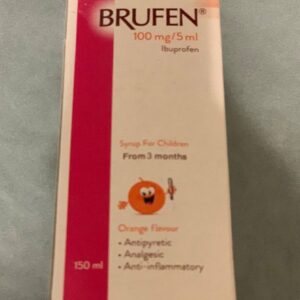 BRUFEN®
100 mg/5 ml
Ibuprofen
Syrup For Children
From 3 months
Orange flavour
• Antipyretic
• Analgesic
• Anti-inflammatory
150 ml